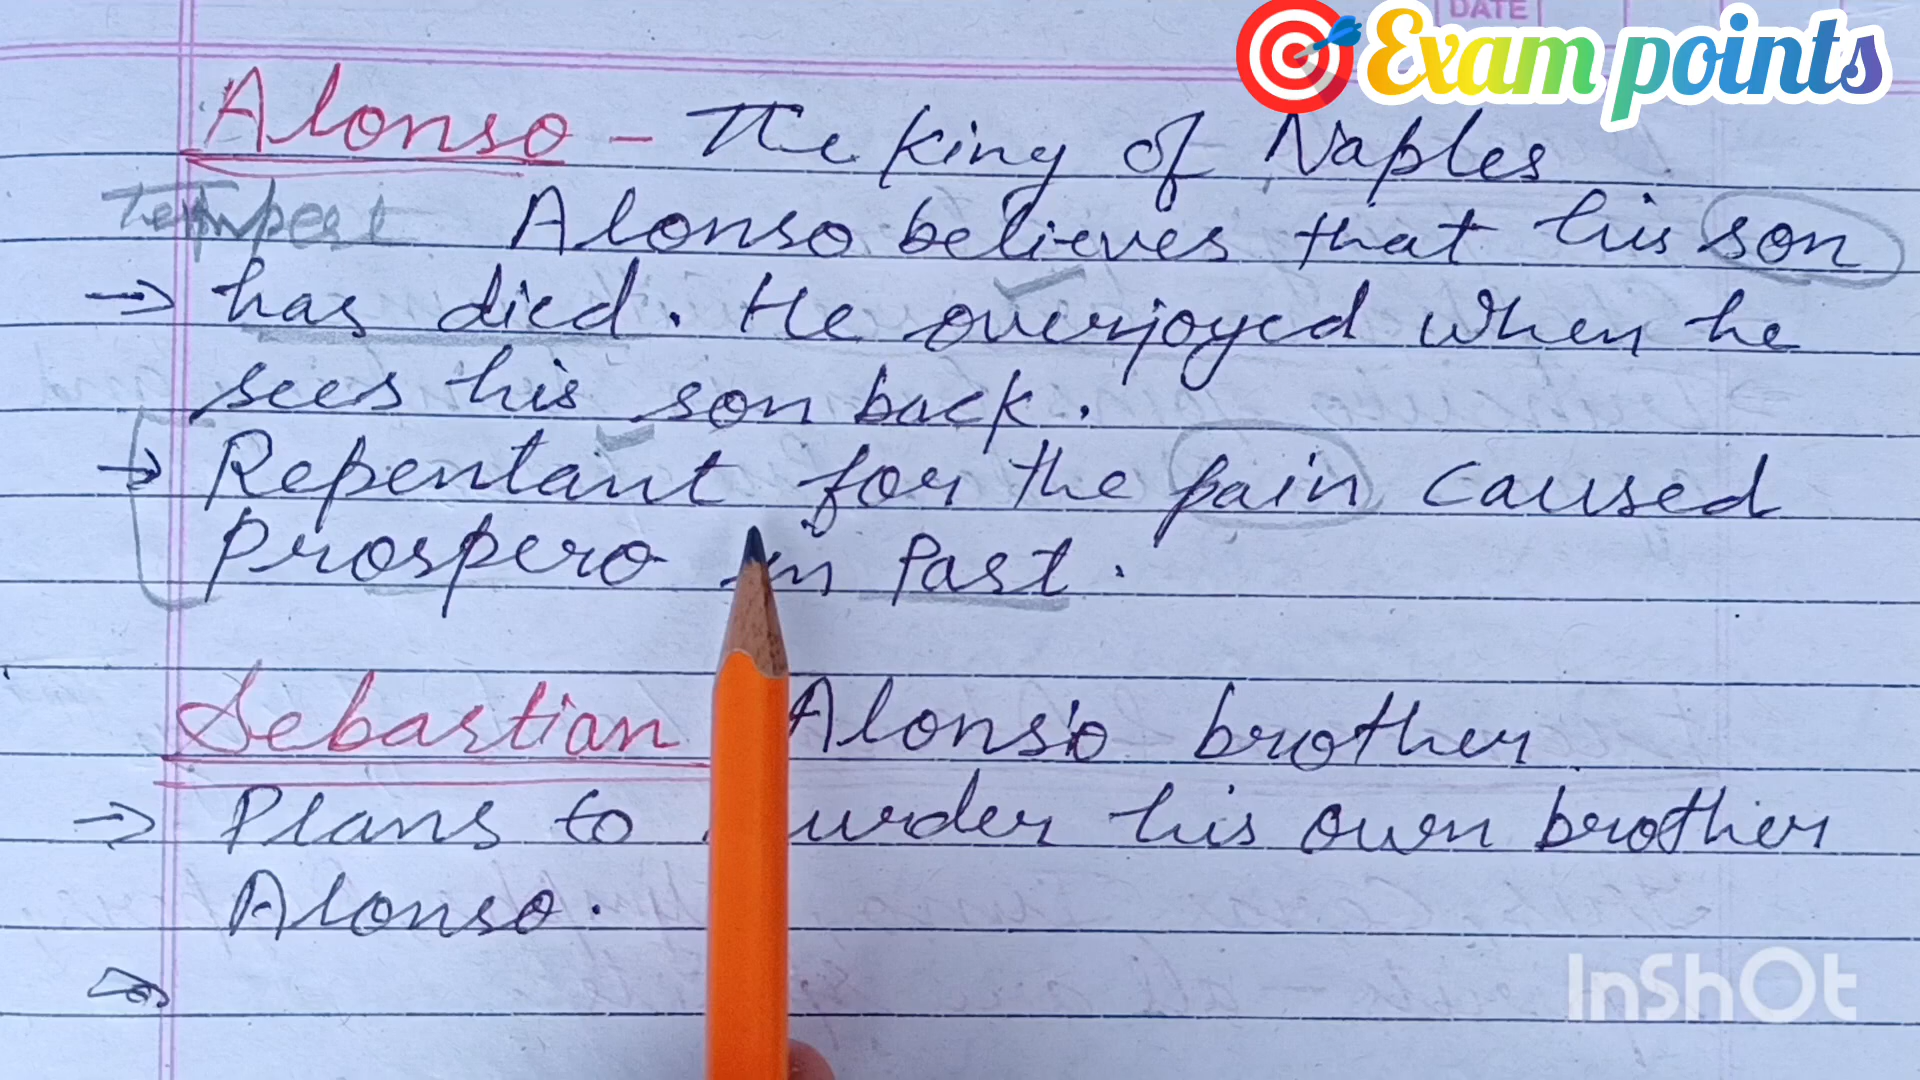 DATE
Exam points
Alonso - The king of Naples
Tempest Alonso believes that his son
→ has died. He overjoyed when he
sees his son back.
→ Repentant for the pain caused
Prospero in Past.
Sebastian Alonso brother
→ Plans to urder his own brother
Alonso.
InShOt